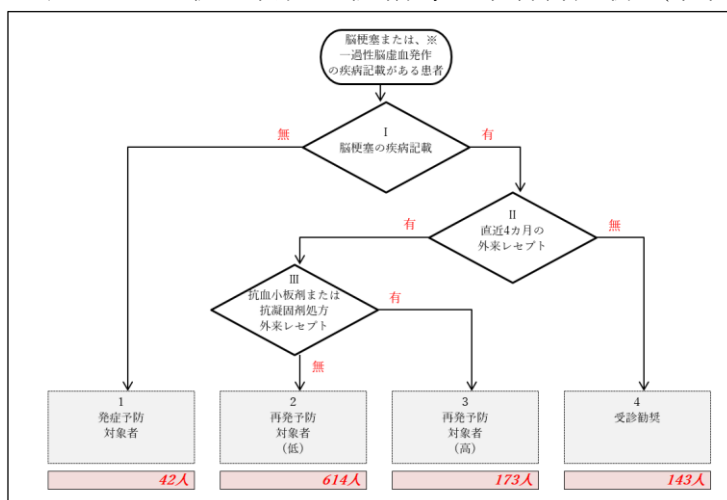 脳梗塞または、※
一過性脳虚血発作
の疾病記載がある患者
無
Ⅰ
脳梗塞の疾病記載
有
有
Ⅱ
直近4カ月の
外来レセプト
無
Ⅲ
抗血小板剤または
抗凝固剤処方
外来レセプト
有
無
1
発症予防
対象者
2
再発予防
対象者
（低）
3
再発予防
対象者
（高）
4
受診勧奨
42人
614人
173人
143人